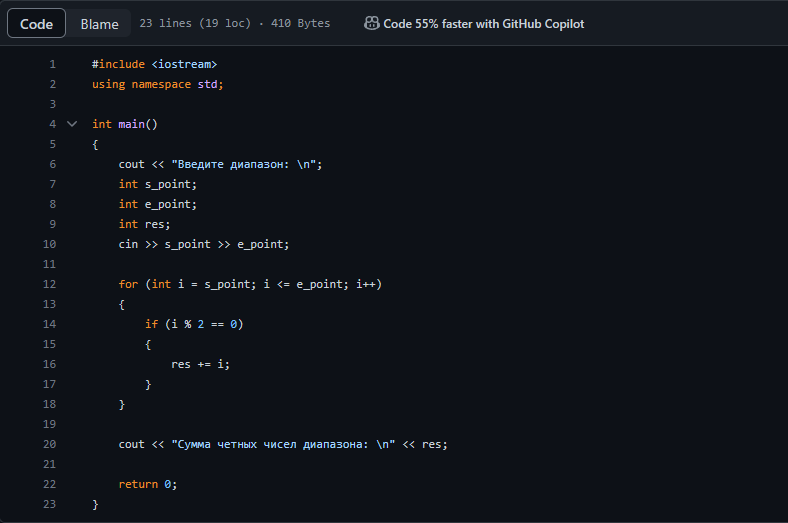 Code Blame 23 lines (19 loc) · 410 Bytes Code 55% faster with GitHub Copilot
1 #include <iostream>
2 using namespace std;
3
4 int main()
5 {
6 cout << "Введите диапазон: \n";
7 int s_point;
8 int e_point;
9 int res;
10 cin >> s_point >> e_point;
11
12 for (int i = s_point; i <= e_point; i++)
13 {
14 if (i % 2 == 0)
15 {
16 res += i;
17 }
18 }
19
20 cout << "Сумма четных чисел диапазона: \n" << res;
21
22 return 0;
23 }